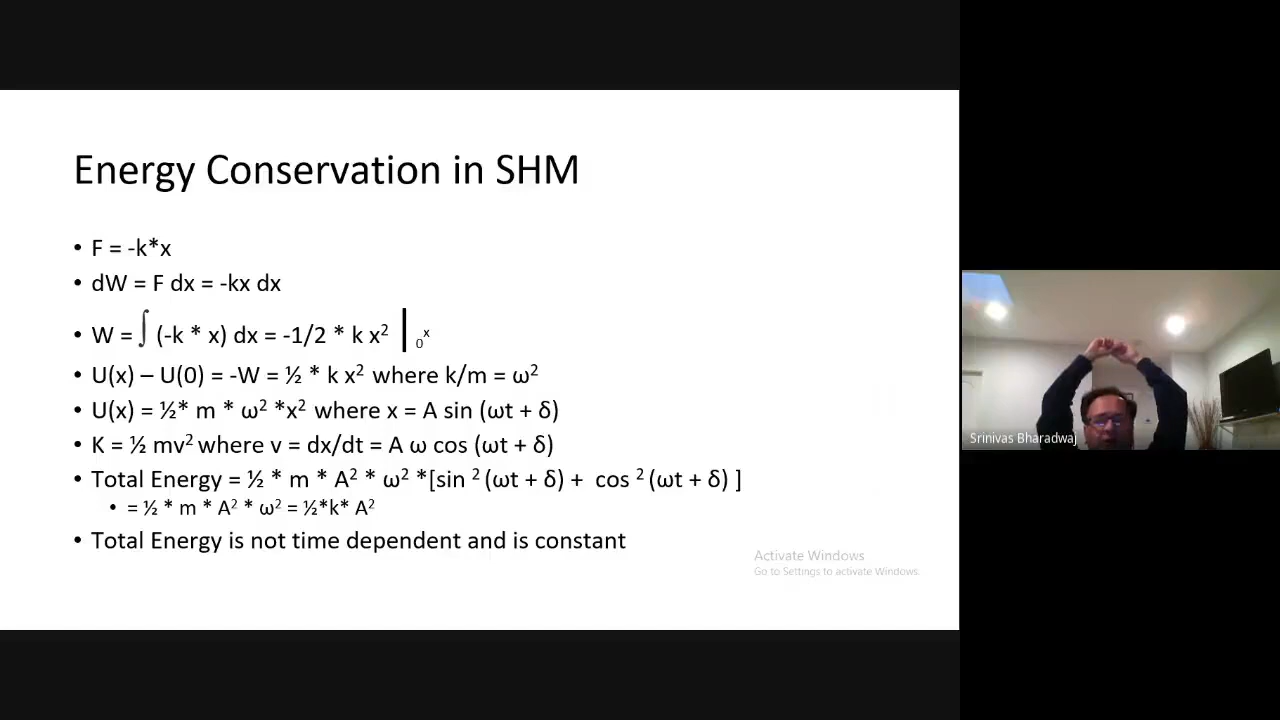 Energy Conservation in SHM
• F = -k*x
• dW = F dx = -kx dx
• W = ∫ (-k * x) dx = -1/2 * k x² | ₀ˣ
• U(x) – U(0) = -W = ½ * k x² where k/m = ω²
• U(x) = ½* m * ω² *x² where x = A sin (ωt + δ)
• K = ½ mv² where v = dx/dt = A ω cos (ωt + δ)
• Total Energy = ½ * m * A² * ω² *[sin ² (ωt + δ) + cos ² (ωt + δ) ]
• = ½ * m * A² * ω² = ½*k* A²
• Total Energy is not time dependent and is constant
Activate Windows
Go to Settings to activate Windows.
Srinivas Bharadwaj